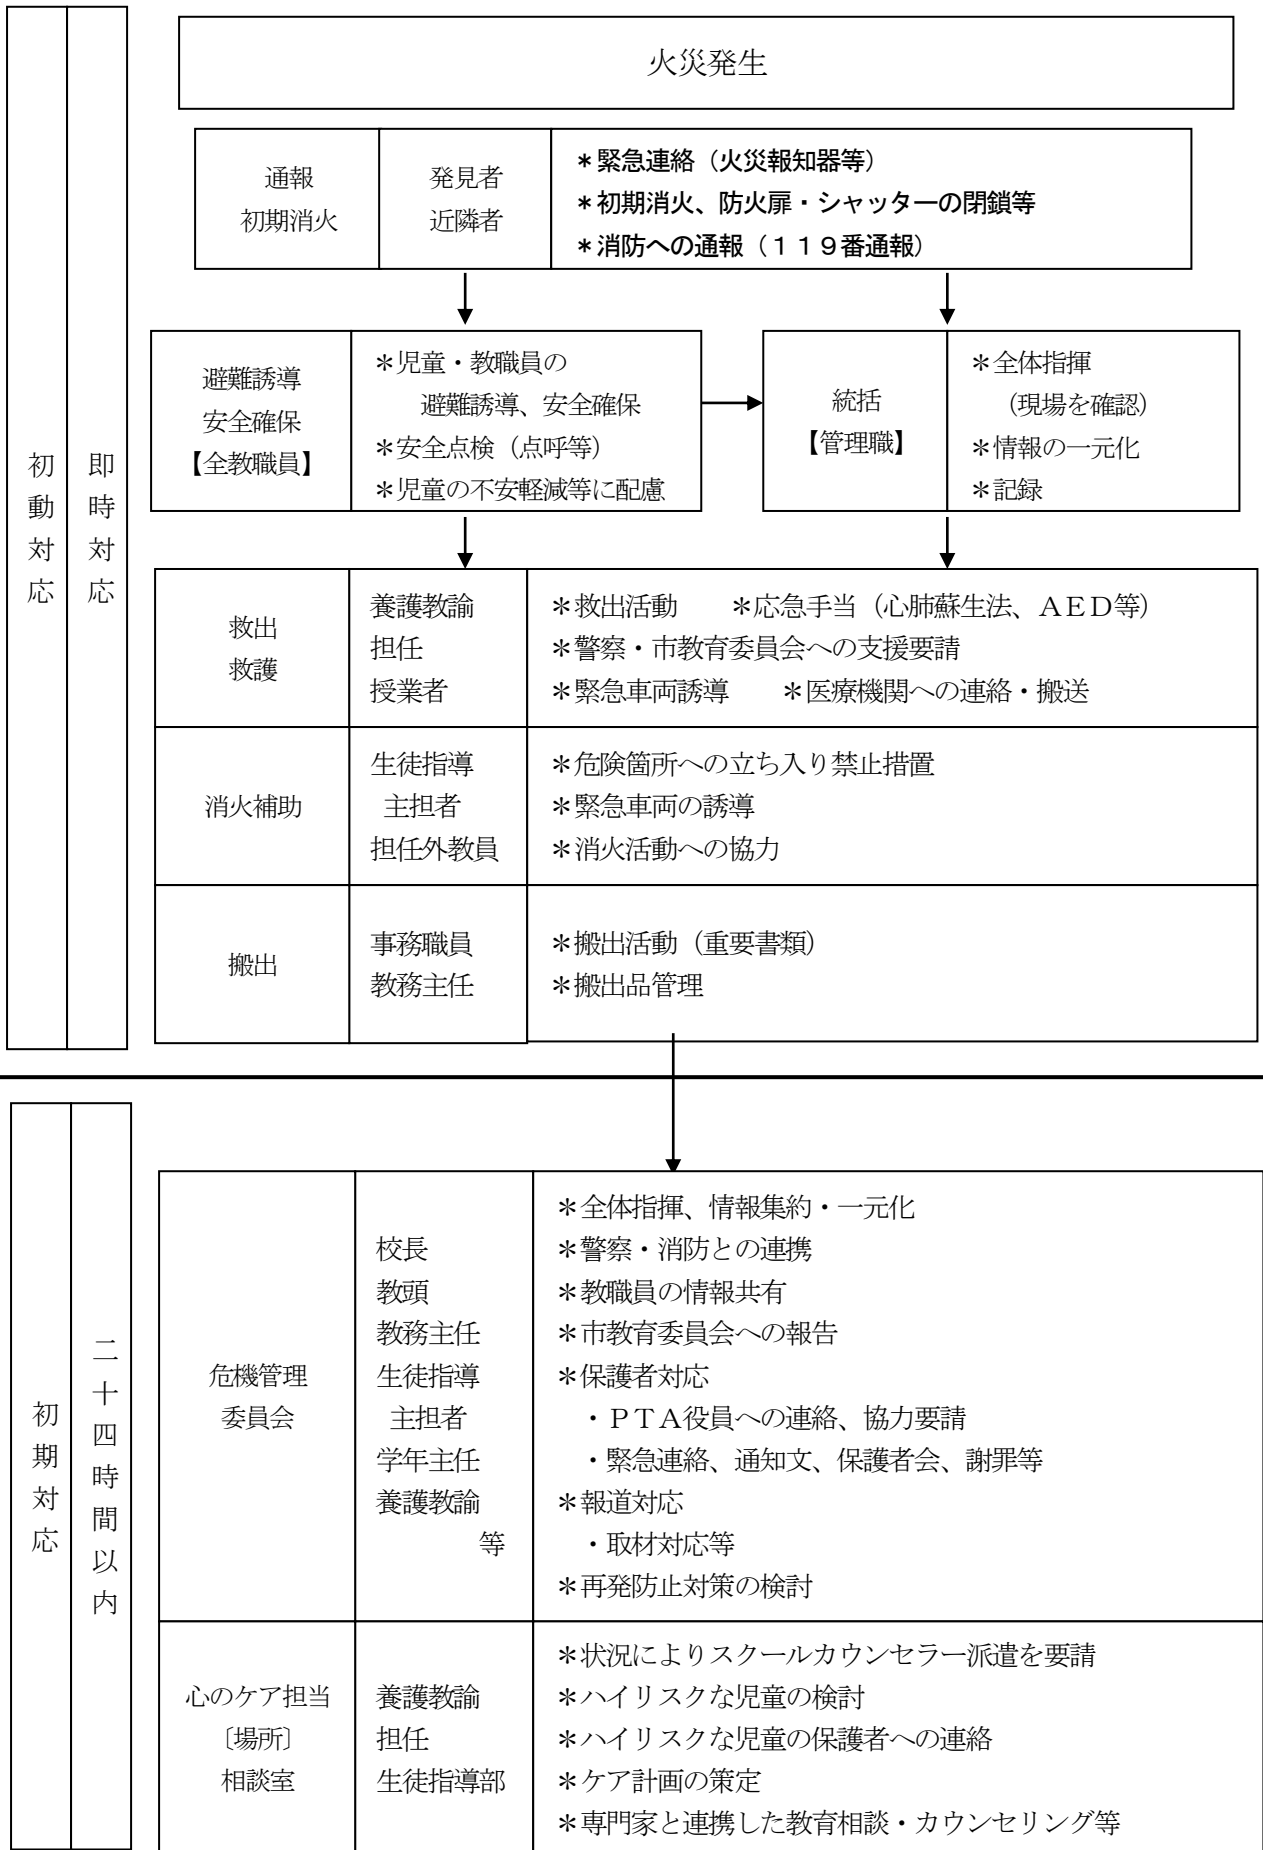 火災発生
通報
初期消火
発見者
近隣者
＊緊急連絡（火災報知器等）
＊初期消火、防火扉・シャッターの閉鎖等
＊消防への通報（１１９番通報）
避難誘導
安全確保
【全教職員】
＊児童・教職員の
避難誘導、安全確保
＊安全点検（点呼等）
＊児童の不安軽減等に配慮
統括
【管理職】
＊全体指揮
（現場を確認）
＊情報の一元化
＊記録
初動対応
即時対応
救出
救護
養護教諭
担任
授業者
＊救出活動　　＊応急手当（心肺蘇生法、ＡＥＤ等）
＊警察・市教育委員会への支援要請
＊緊急車両誘導　　＊医療機関への連絡・搬送
消火補助
生徒指導
主担者
担任外教員
＊危険箇所への立ち入り禁止措置
＊緊急車両の誘導
＊消火活動への協力
搬出
事務職員
教務主任
＊搬出活動（重要書類）
＊搬出品管理
初期対応
二十四時間以内
危機管理
委員会
校長
教頭
教務主任
生徒指導
主担者
学年主任
養護教諭
等
＊全体指揮、情報集約・一元化
＊警察・消防との連携
＊教職員の情報共有
＊市教育委員会への報告
＊保護者対応
・ＰＴＡ役員への連絡、協力要請
・緊急連絡、通知文、保護者会、謝罪等
＊報道対応
・取材対応等
＊再発防止対策の検討
心のケア担当
〔場所〕
相談室
養護教諭
担任
生徒指導部
＊状況によりスクールカウンセラー派遣を要請
＊ハイリスクな児童の検討
＊ハイリスクな児童の保護者への連絡
＊ケア計画の策定
＊専門家と連携した教育相談・カウンセリング等